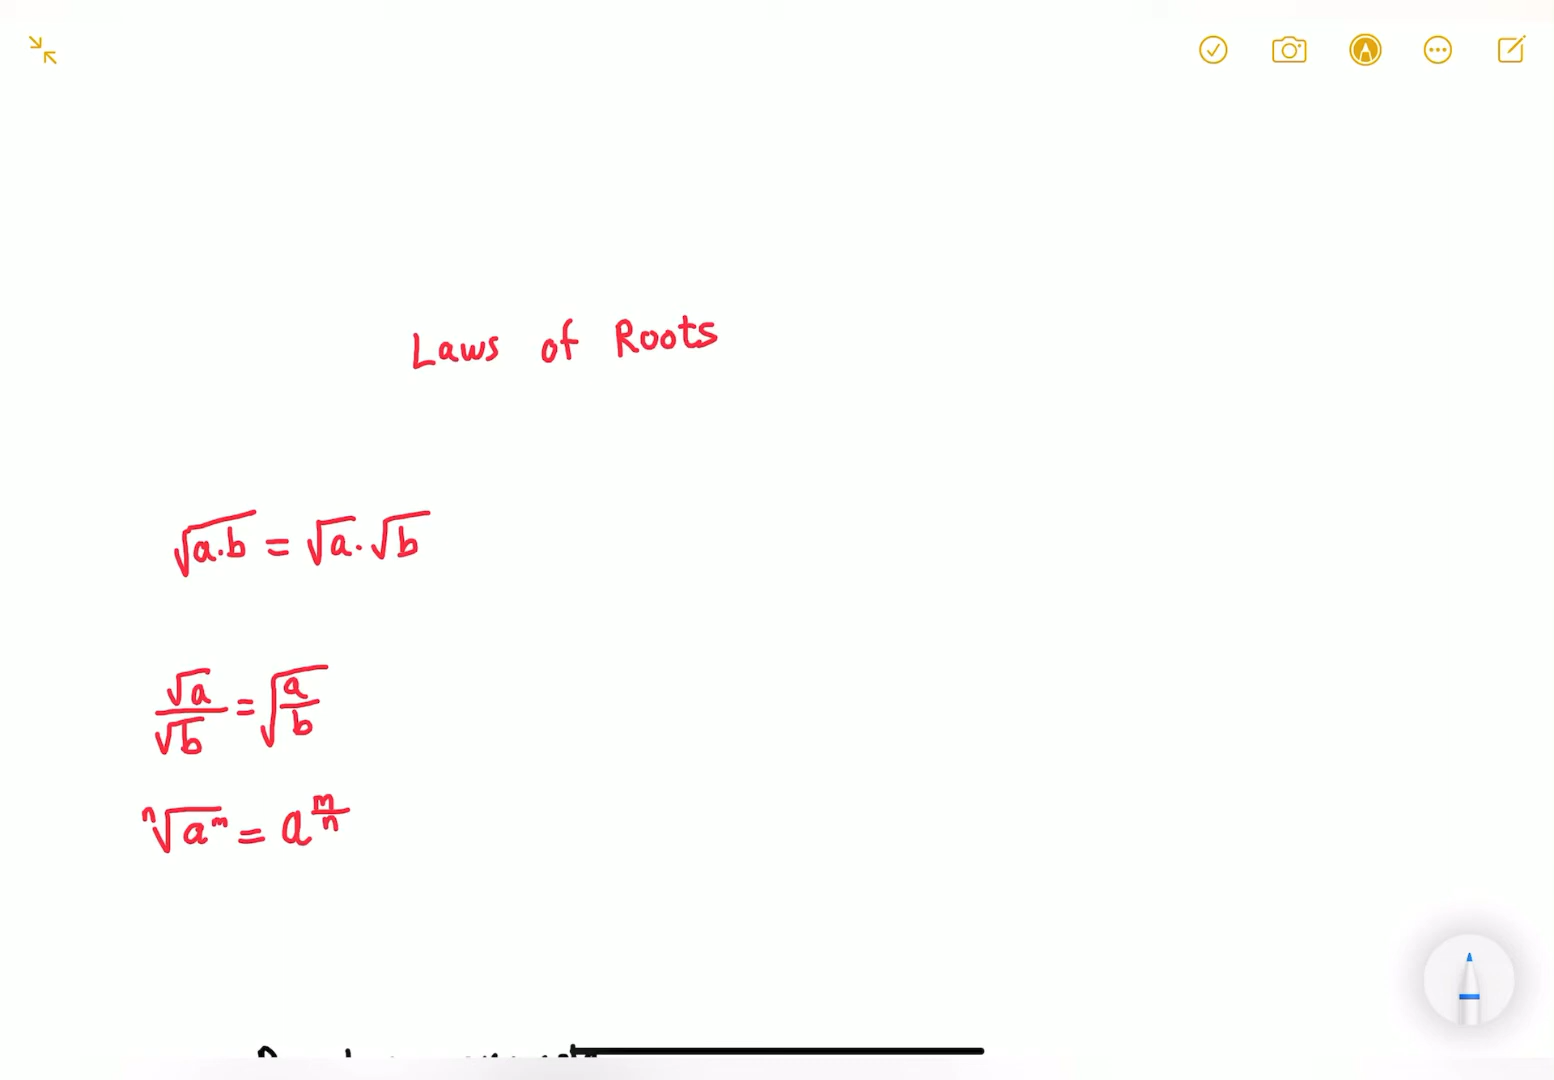 Laws of Roots
√a.b = √a . √b
√a/√b = √(a/b)
ⁿ√aᵐ = a^(m/n)